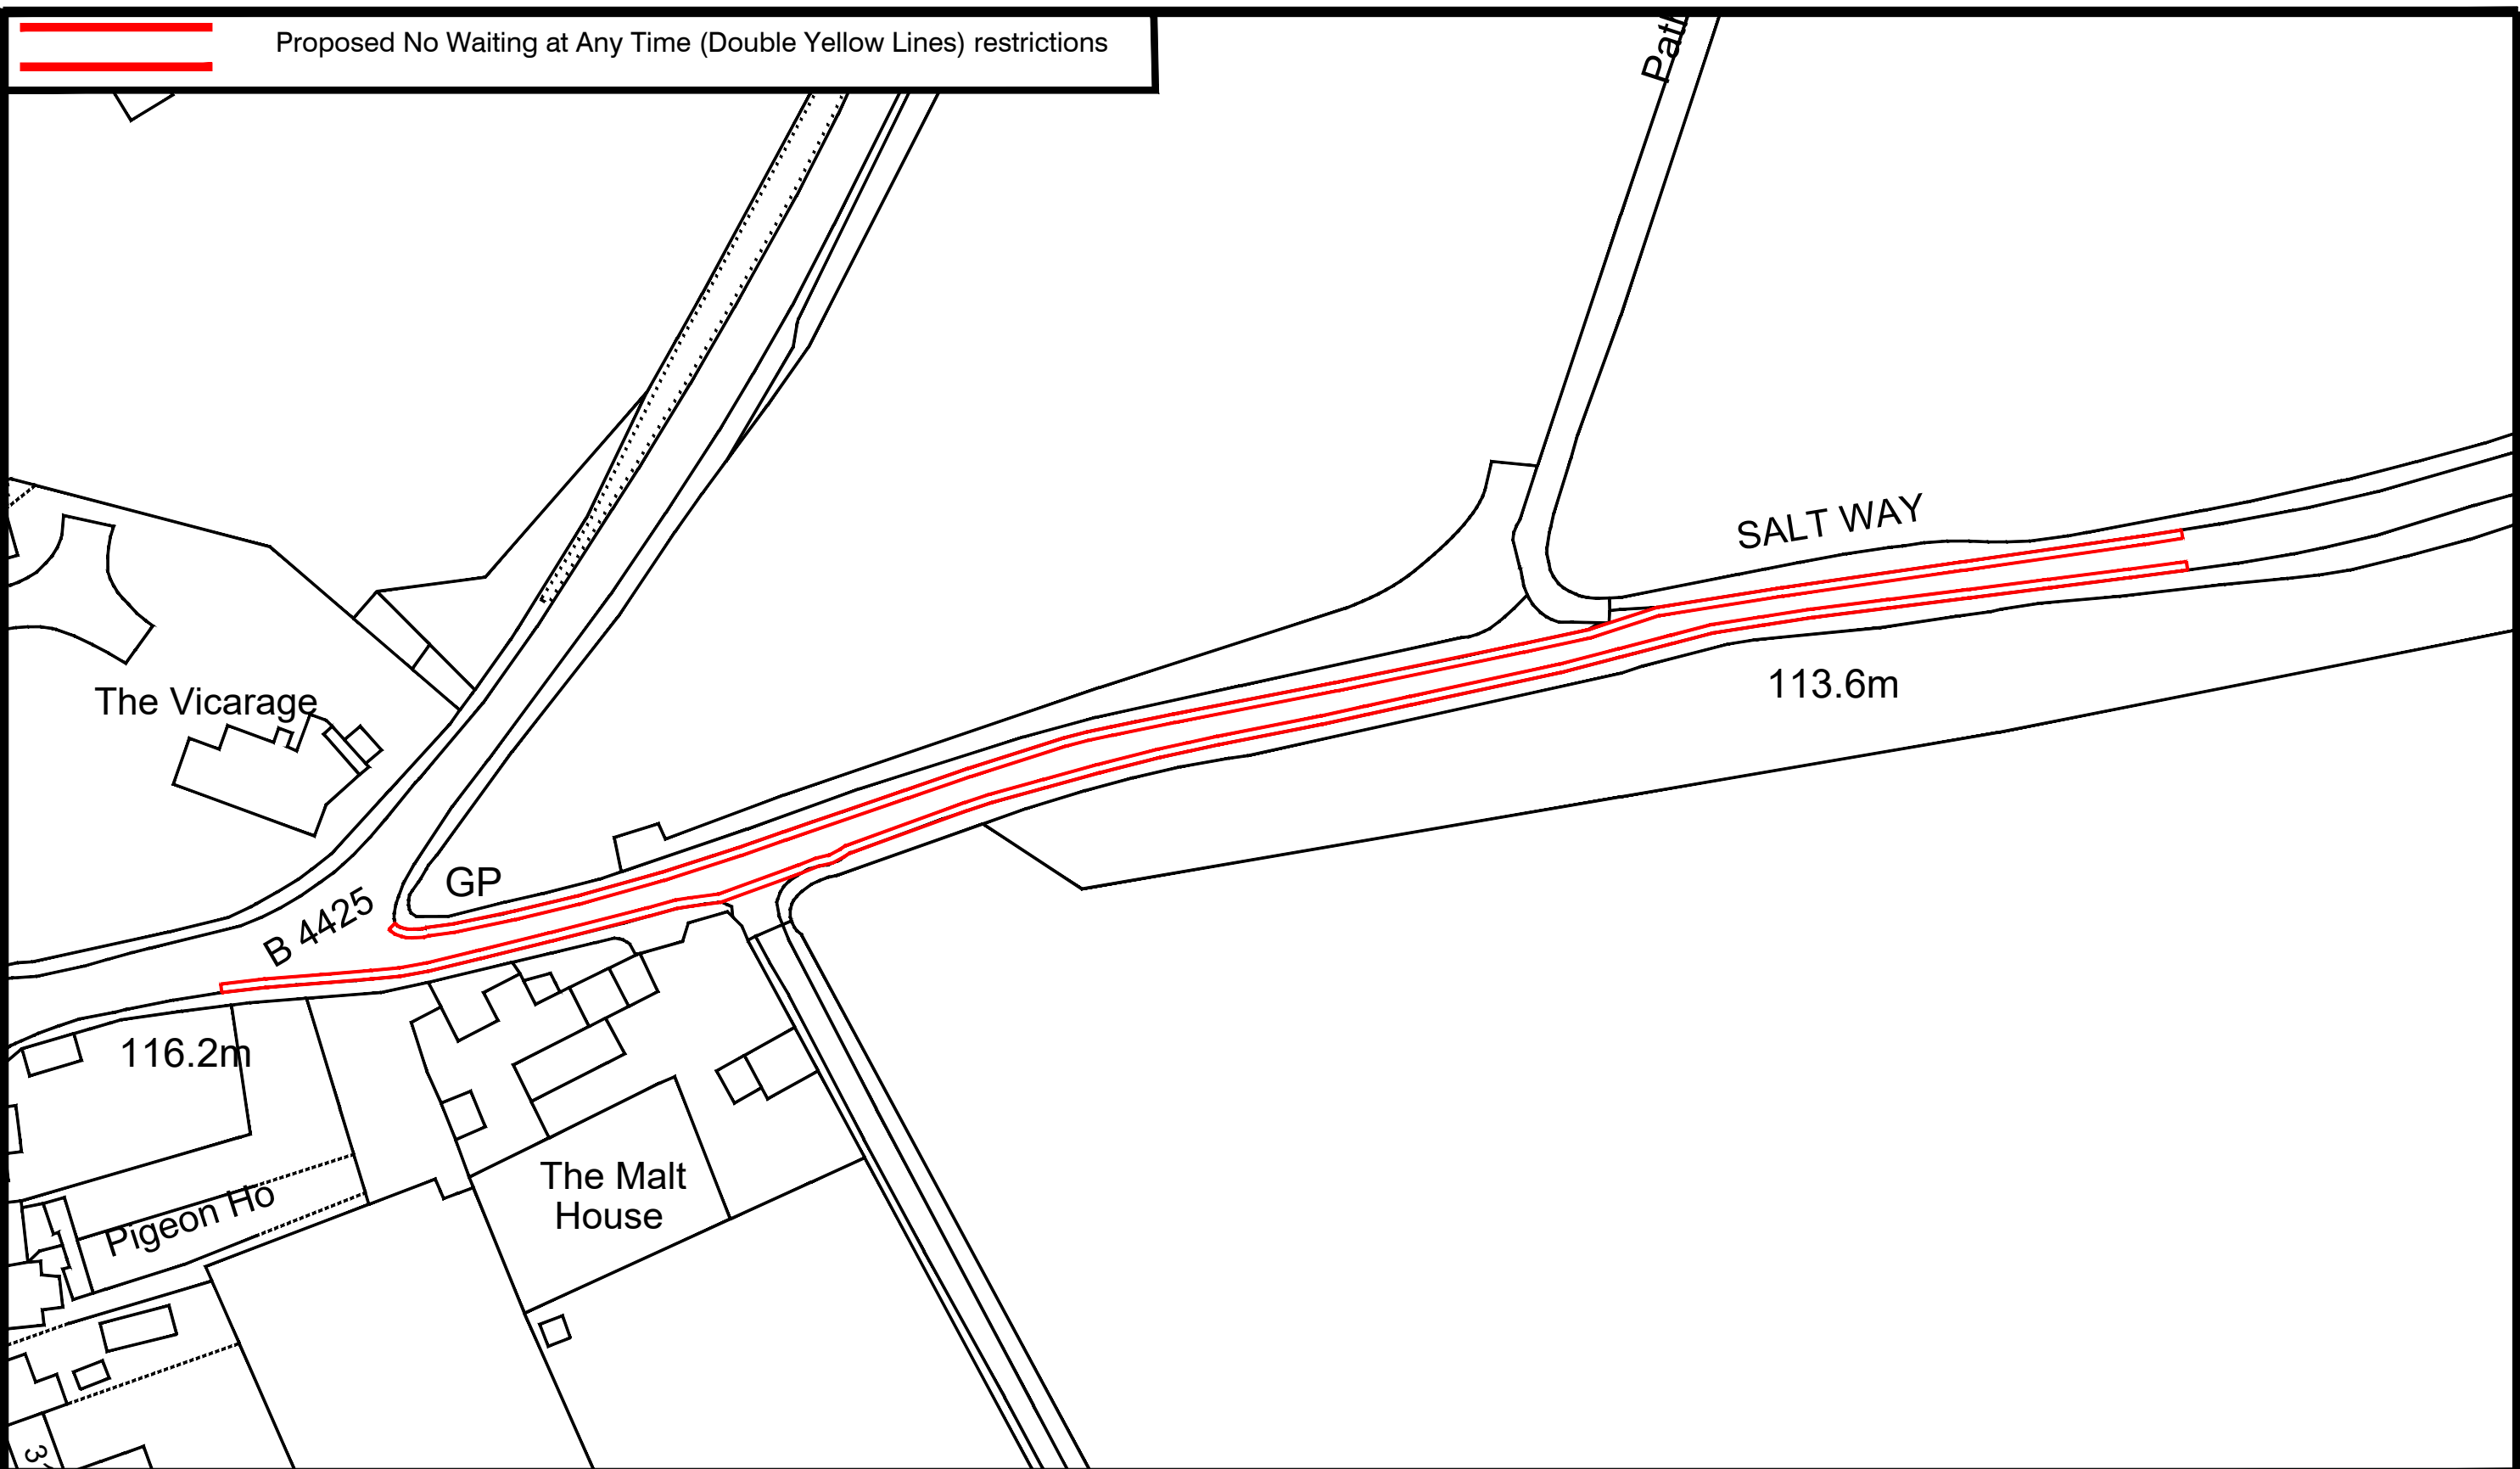 Proposed No Waiting at Any Time (Double Yellow Lines) restrictions
SALT WAY
113.6m
The Vicarage
GP
B 4425
116.2m
The Malt
House
Pigeon Ho